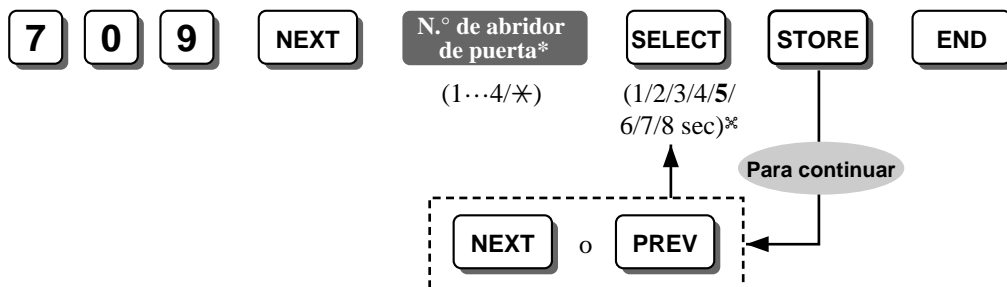 7 0 9 NEXT N.° de abridor de puerta* SELECT STORE END
(1···4/✳) (1/2/3/4/5/
6/7/8 sec)⌘
Para continuar
NEXT o PREV